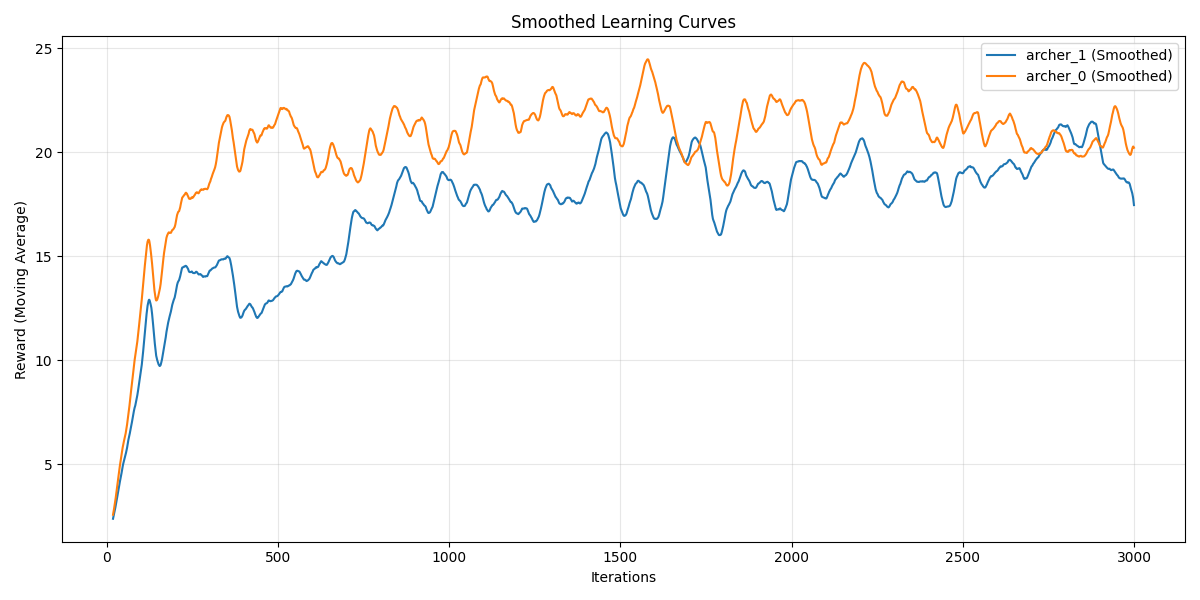 Smoothed Learning Curves
archer_1 (Smoothed)
archer_0 (Smoothed)
Reward (Moving Average)
25
20
15
10
5
0
500
1000
1500
2000
2500
3000
Iterations